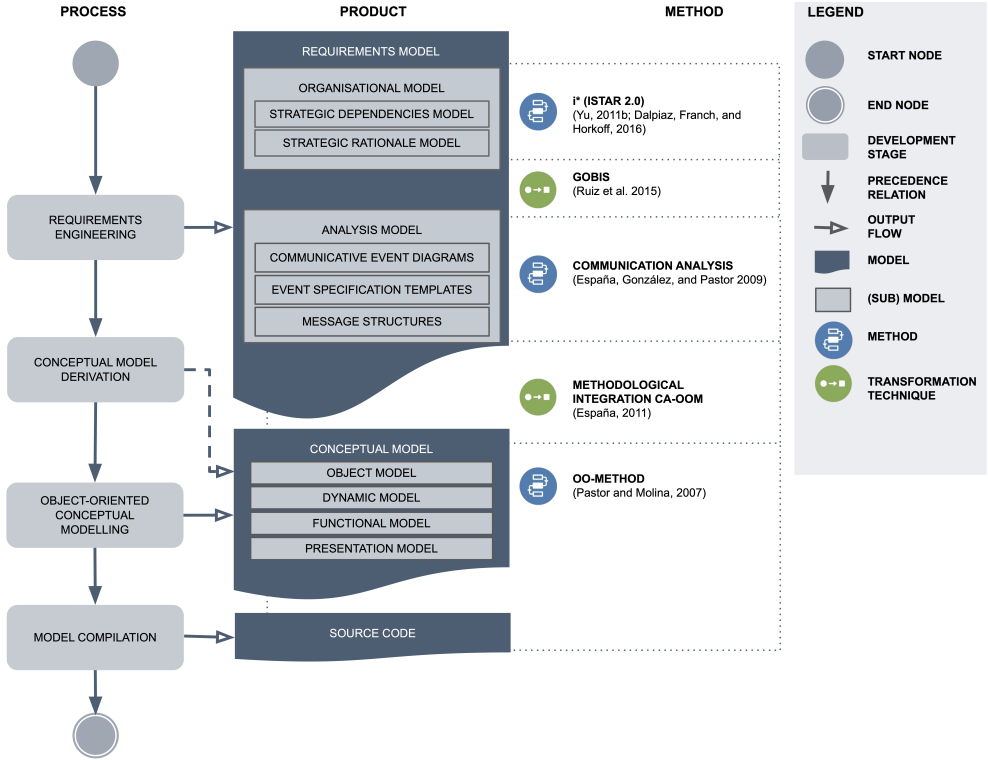 PROCESS
PRODUCT
METHOD
LEGEND
REQUIREMENTS
ENGINEERING
CONCEPTUAL MODEL
DERIVATION
OBJECT-ORIENTED
CONCEPTUAL
MODELLING
MODEL COMPILATION
REQUIREMENTS MODEL
ORGANISATIONAL MODEL
STRATEGIC DEPENDENCIES MODEL
STRATEGIC RATIONALE MODEL
ANALYSIS MODEL
COMMUNICATIVE EVENT DIAGRAMS
EVENT SPECIFICATION TEMPLATES
MESSAGE STRUCTURES
CONCEPTUAL MODEL
OBJECT MODEL
DYNAMIC MODEL
FUNCTIONAL MODEL
PRESENTATION MODEL
SOURCE CODE
i* (ISTAR 2.0)
(Yu, 2011b; Dalpiaz, Franch, and
Horkoff, 2016)
GOBIS
(Ruiz et al. 2015)
COMMUNICATION ANALYSIS
(España, González, and Pastor 2009)
METHODOLOGICAL
INTEGRATION CA-OOM
(España, 2011)
OO-METHOD
(Pastor and Molina, 2007)
START NODE
END NODE
DEVELOPMENT
STAGE
PRECEDENCE
RELATION
OUTPUT
FLOW
MODEL
(SUB) MODEL
METHOD
TRANSFORMATION
TECHNIQUE